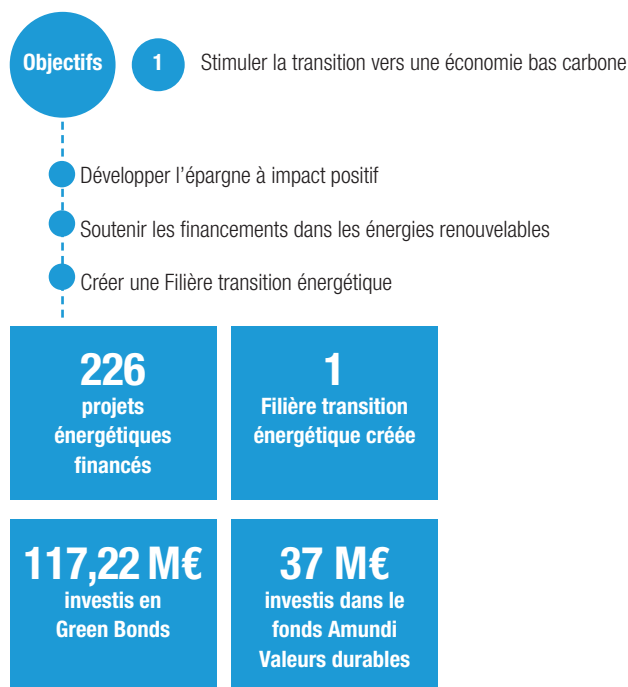 Objectifs
1
Stimuler la transition vers une économie bas carbone
Développer l’épargne à impact positif
Soutenir les financements dans les énergies renouvelables
Créer une Filière transition énergétique
226
projets
énergétiques
financés
1
Filière transition
énergétique créée
117,22 M€
investis en
Green Bonds
37 M€
investis dans le
fonds Amundi
Valeurs durables